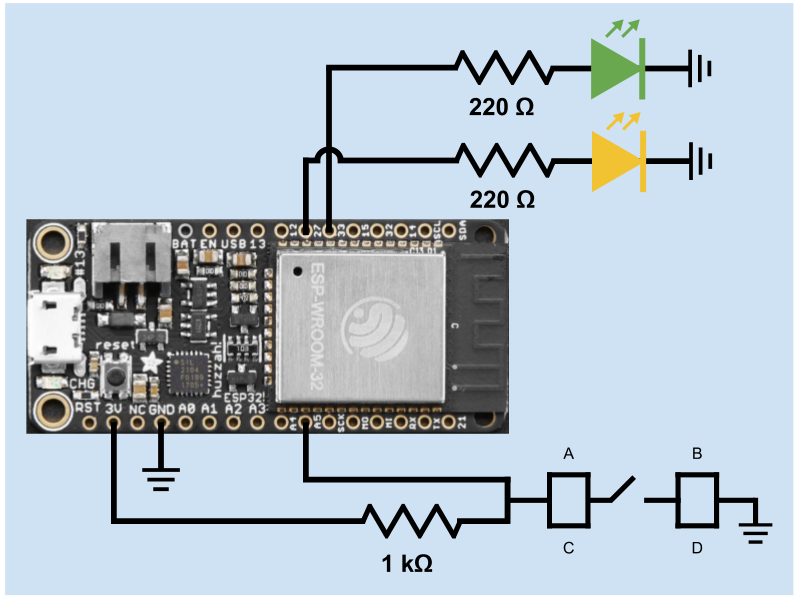 220 Ω
220 Ω
12 27 33 15 32 14 SCL SDA
BAT EN USB 13
#13
ESP-WROOM-32
reset
huzzah!
CHG
ESP32!
RST 3V NC GND A0 A1 A2 A3 A4 A5 SCK MO MI RX TX 21
A B
C D
1 kΩ